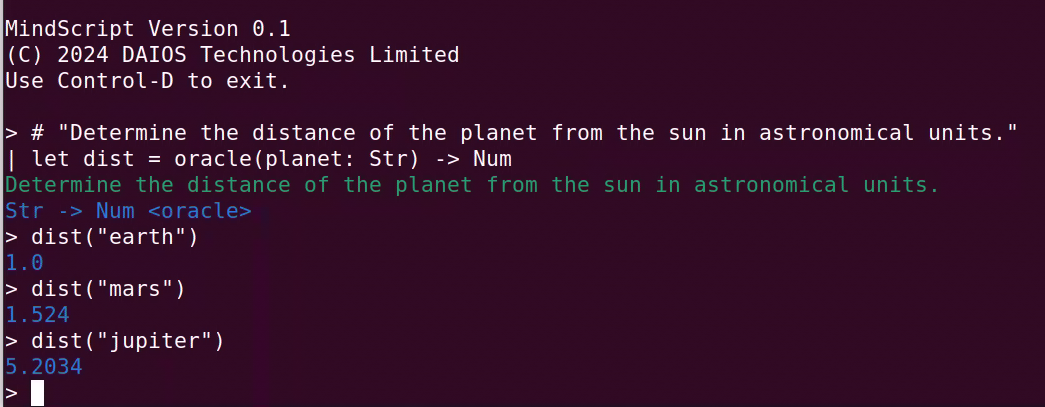 MindScript Version 0.1
(C) 2024 DAIOS Technologies Limited
Use Control-D to exit.
> # "Determine the distance of the planet from the sun in astronomical units."
| let dist = oracle(planet: Str) -> Num
Determine the distance of the planet from the sun in astronomical units.
Str -> Num <oracle>
> dist("earth")
1.0
> dist("mars")
1.524
> dist("jupiter")
5.2034
>